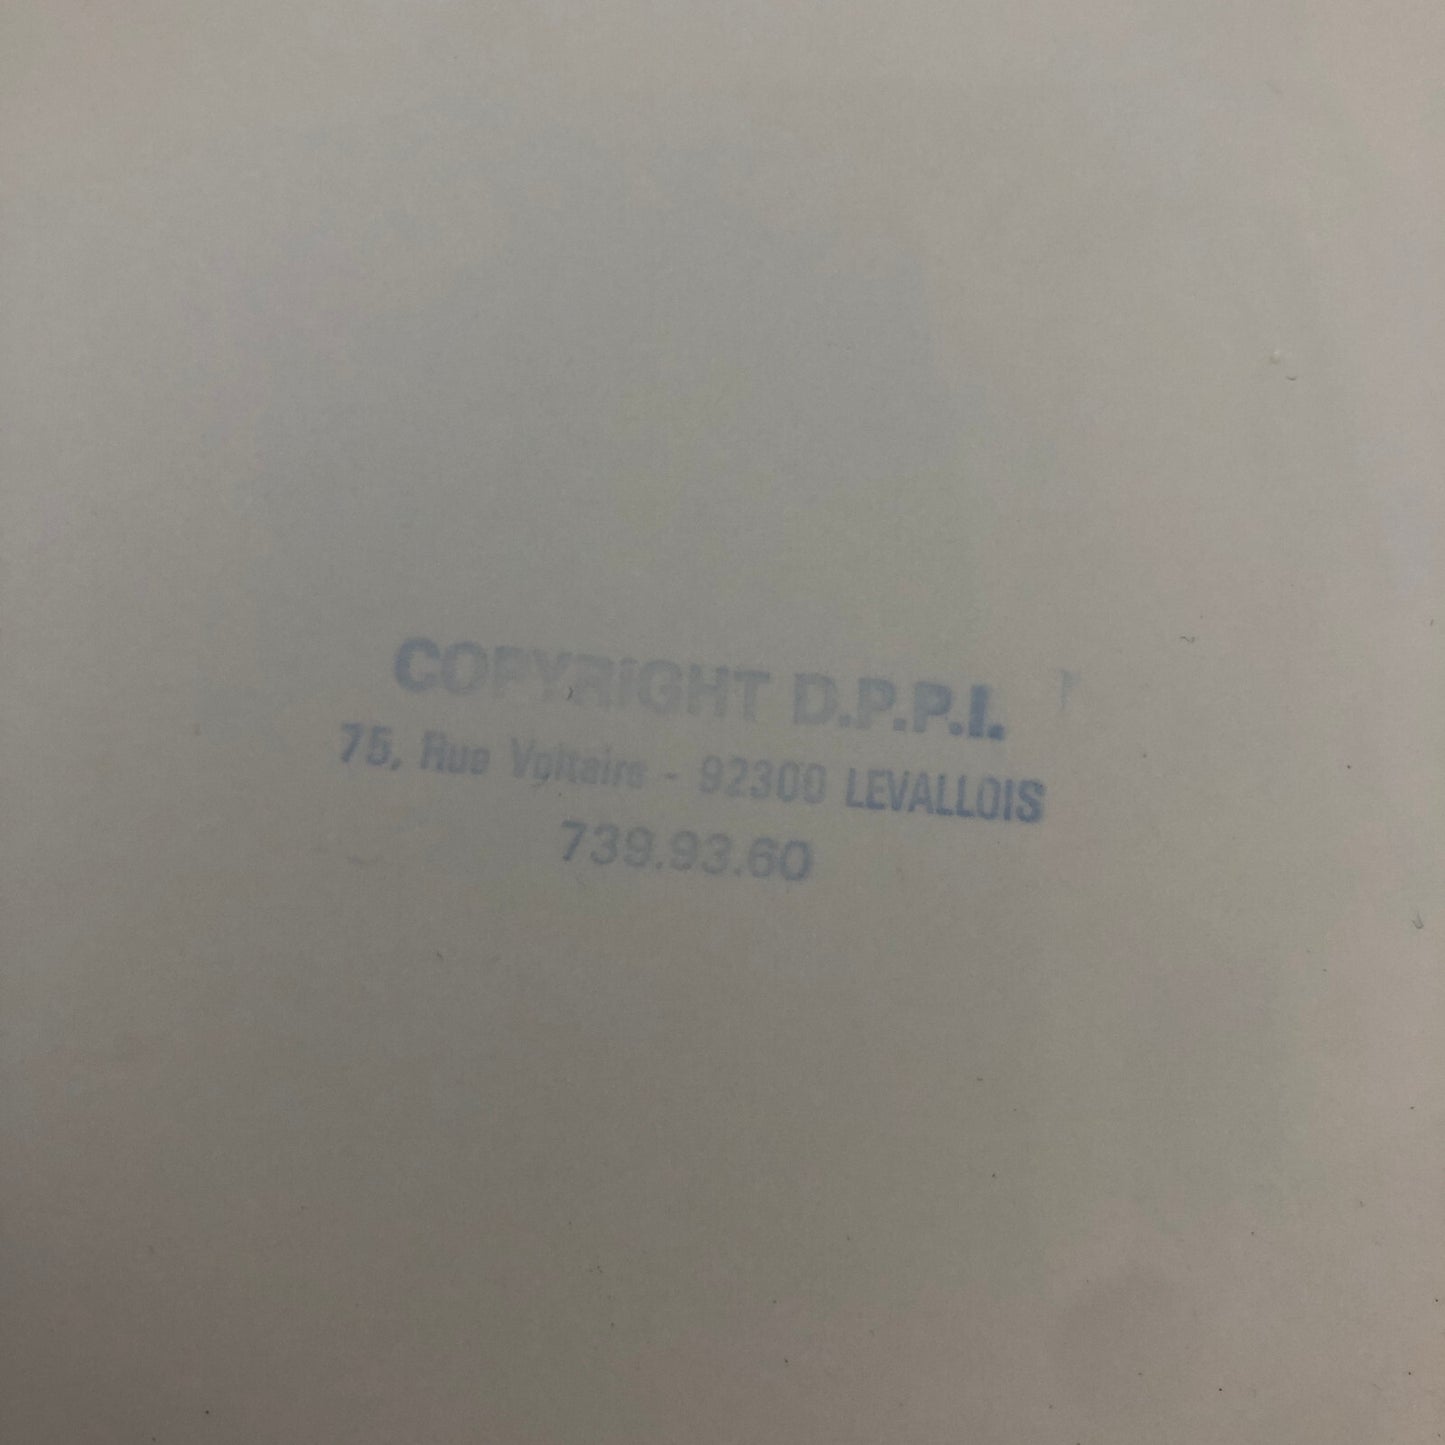 COPYRIGHT D.P.P.I.
75, Rue Voltaire - 92300 LEVALLOIS
739.93.60